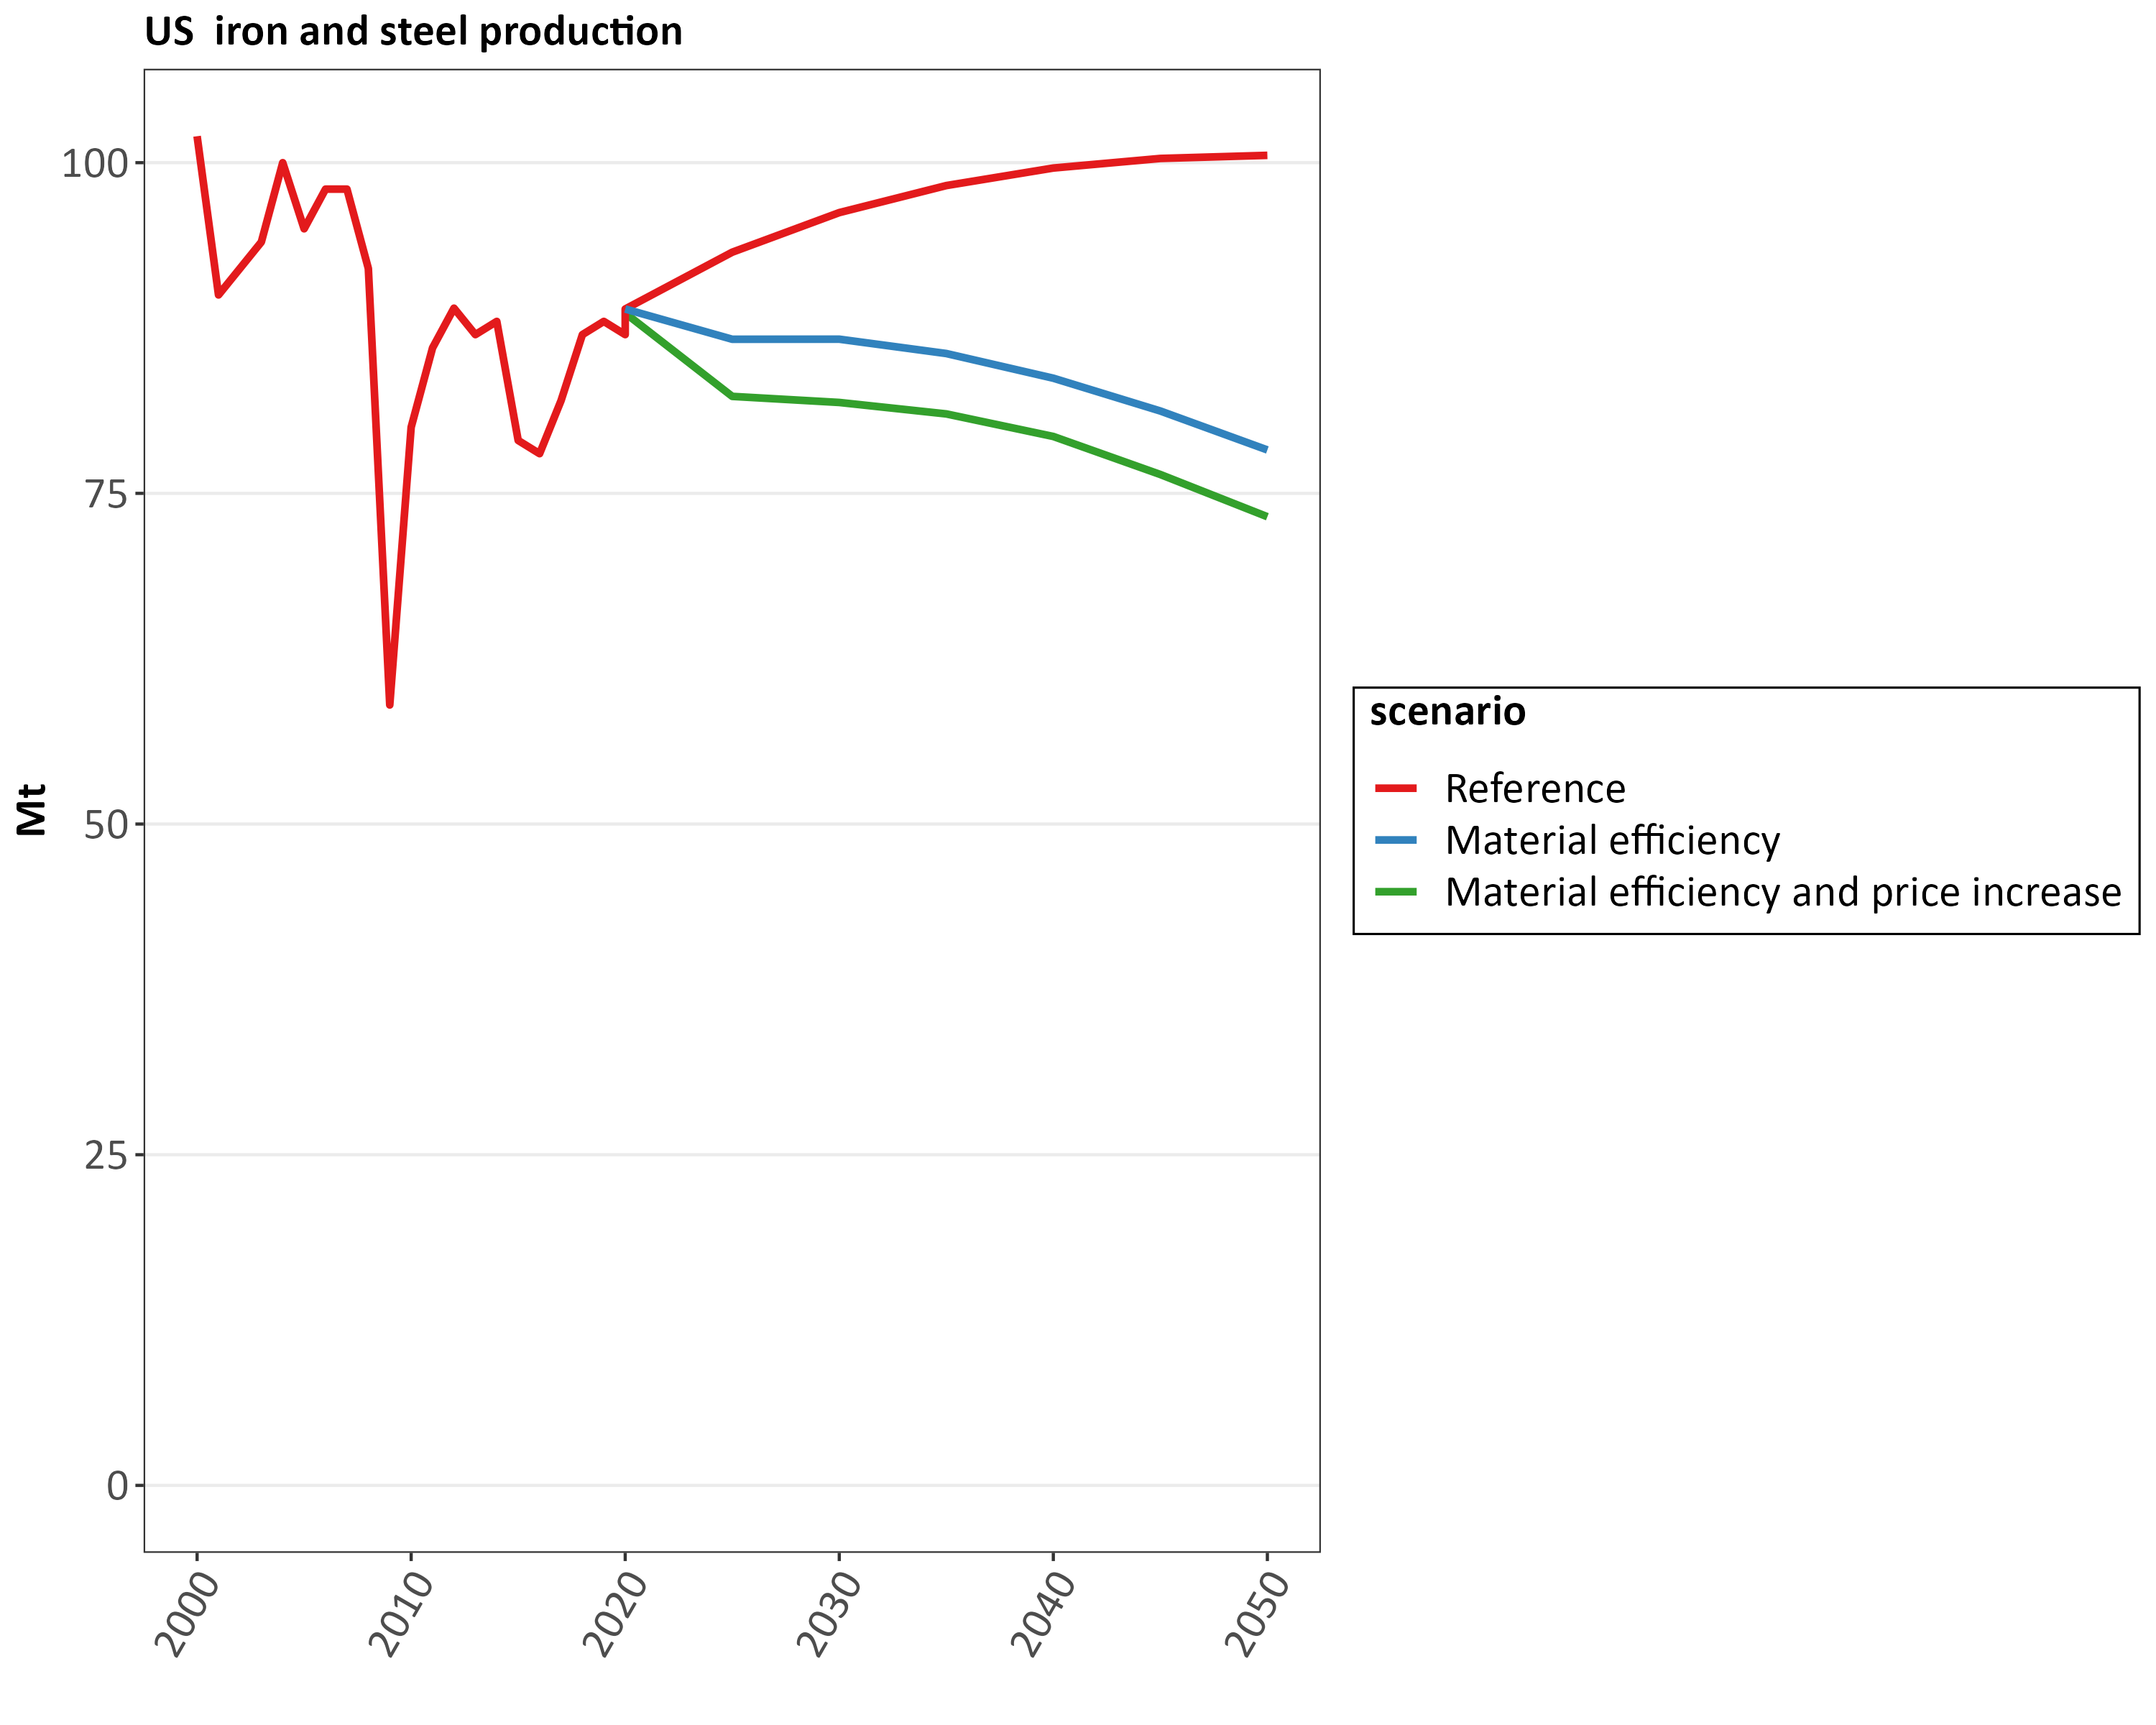 US  iron and steel production
Mt
100
75
50
25
0
2000
2010
2020
2030
2040
2050
scenario
Reference
Material efficiency
Material efficiency and price increase